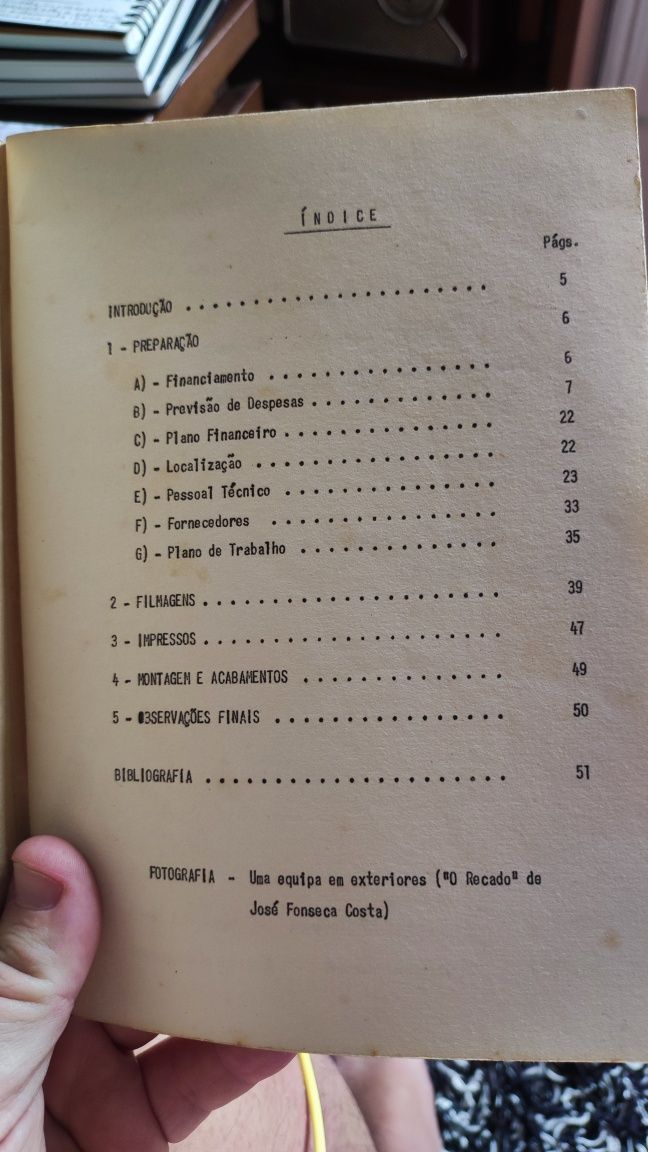 ÍNDICE
Págs.
INTRODUÇÃO ...................... 5
1 - PREPARAÇÃO 6
A) - Financiamento ................. 6
B) - Previsão de Despesas .............. 7
C) - Plano Financeiro ................ 22
D) - Localização .................. 22
E) - Pessoal Técnico ................ 23
F) - Fornecedores ................. 33
G) - Plano de Trabalho ............... 35
2 - FILMAGENS ...................... 39
3 - IMPRESSOS ...................... 47
4 - MONTAGEM E ACABAMENTOS ............... 49
5 - O3SERVAÇÕES FINAIS ................. 50
BIBLIOGRAFIA ...................... 51
FOTOGRAFIA - Uma equipa em exteriores ("O Recado" de
José Fonseca Costa)